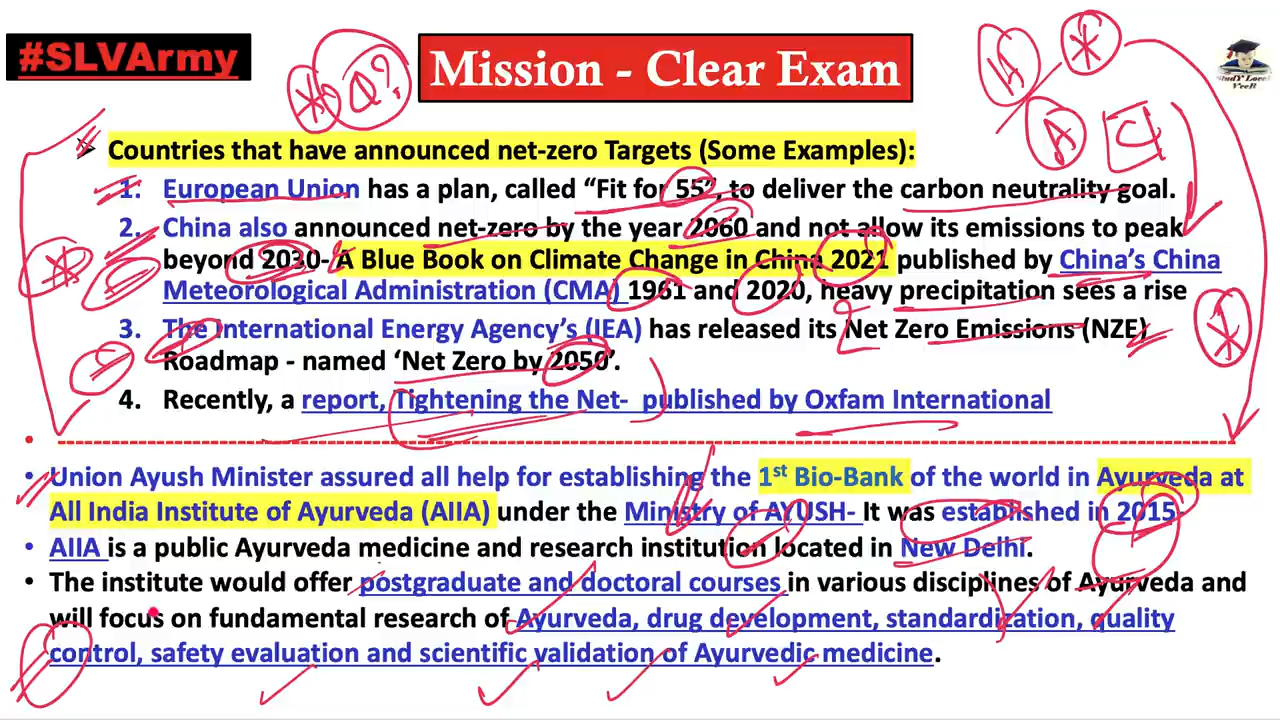 #SLVArmy
Mission - Clear Exam
StudY LoveR
VeeR
Q?
Countries that have announced net-zero Targets (Some Examples):
1. European Union has a plan, called “Fit for 55”, to deliver the carbon neutrality goal.
2. China also announced net-zero by the year 2060 and not allow its emissions to peak
beyond 2030- A Blue Book on Climate Change in China 2021 published by China’s China
Meteorological Administration (CMA) 1961 and 2020, heavy precipitation sees a rise
3. The International Energy Agency’s (IEA) has released its Net Zero Emissions (NZE)
Roadmap - named ‘Net Zero by 2050’.
4. Recently, a report, Tightening the Net- published by Oxfam International
• Union Ayush Minister assured all help for establishing the 1st Bio-Bank of the world in Ayurveda at
All India Institute of Ayurveda (AIIA) under the Ministry of AYUSH- It was established in 2015-
• AIIA is a public Ayurveda medicine and research institution located in New Delhi.
• The institute would offer postgraduate and doctoral courses in various disciplines of Ayurveda and
will focus on fundamental research of Ayurveda, drug development, standardization, quality
control, safety evaluation and scientific validation of Ayurvedic medicine.